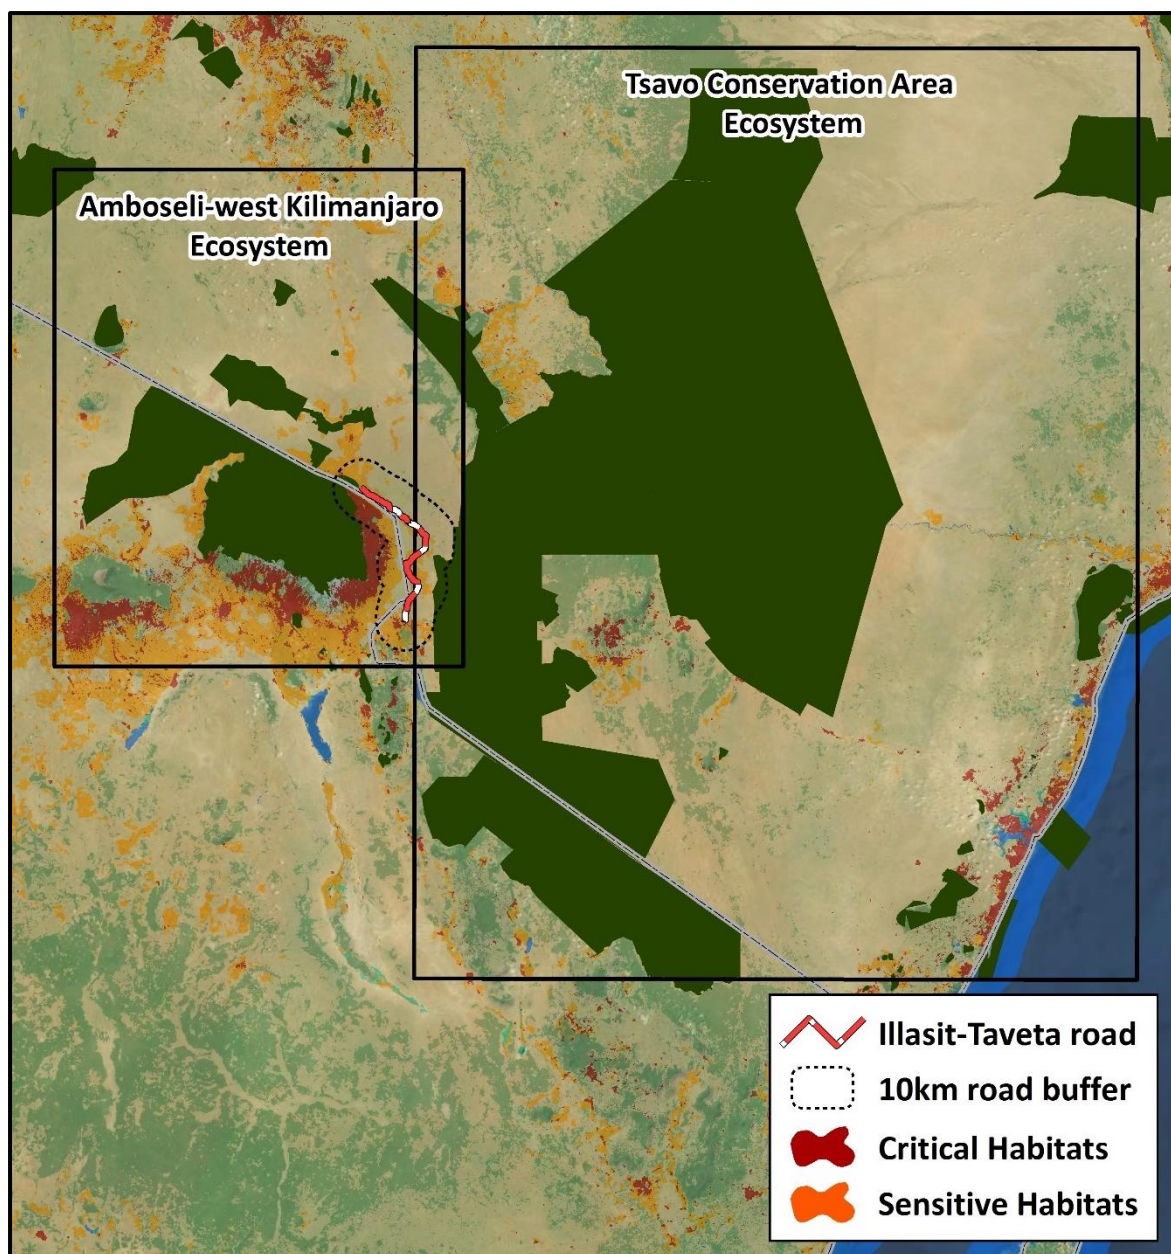 Tsavo Conservation Area
Ecosystem
Amboseli-west Kilimanjaro
Ecosystem
Illasit-Taveta road
10km road buffer
Critical Habitats
Sensitive Habitats